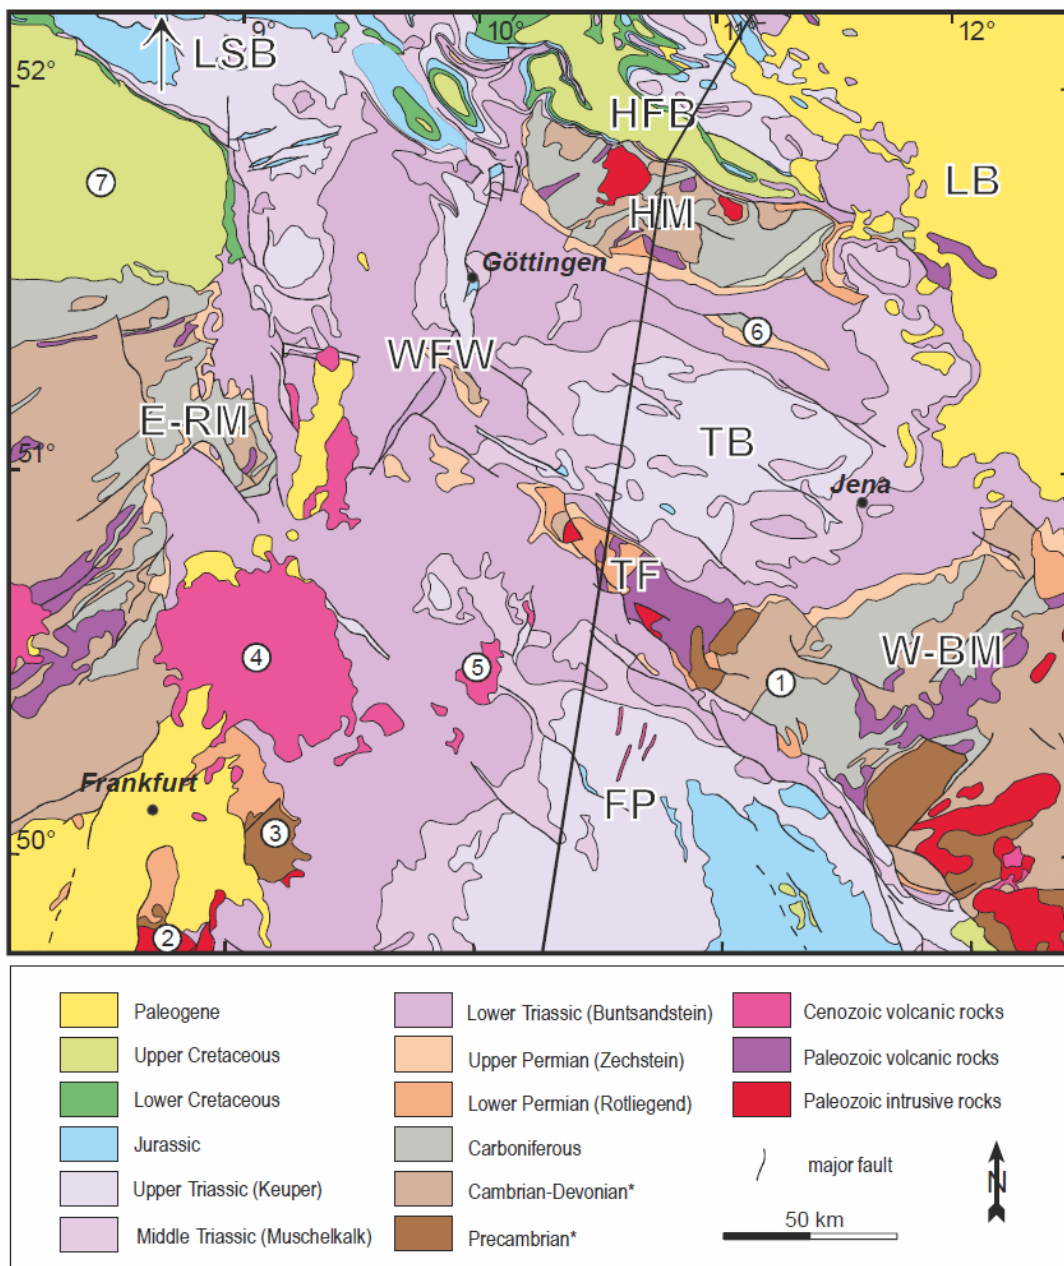 9°
10°
11°
12°
LSB
52°
HFB
7
LB
HM
Göttingen
6
WFW
E-RM
TB
51°
Jena
TF
4
5
W-BM
1
Frankfurt
FP
3
50°
2
Paleogene
Upper Cretaceous
Lower Cretaceous
Jurassic
Upper Triassic (Keuper)
Middle Triassic (Muschelkalk)
Lower Triassic (Buntsandstein)
Upper Permian (Zechstein)
Lower Permian (Rotliegend)
Carboniferous
Cambrian-Devonian*
Precambrian*
Cenozoic volcanic rocks
Paleozoic volcanic rocks
Paleozoic intrusive rocks
major fault
N
50 km